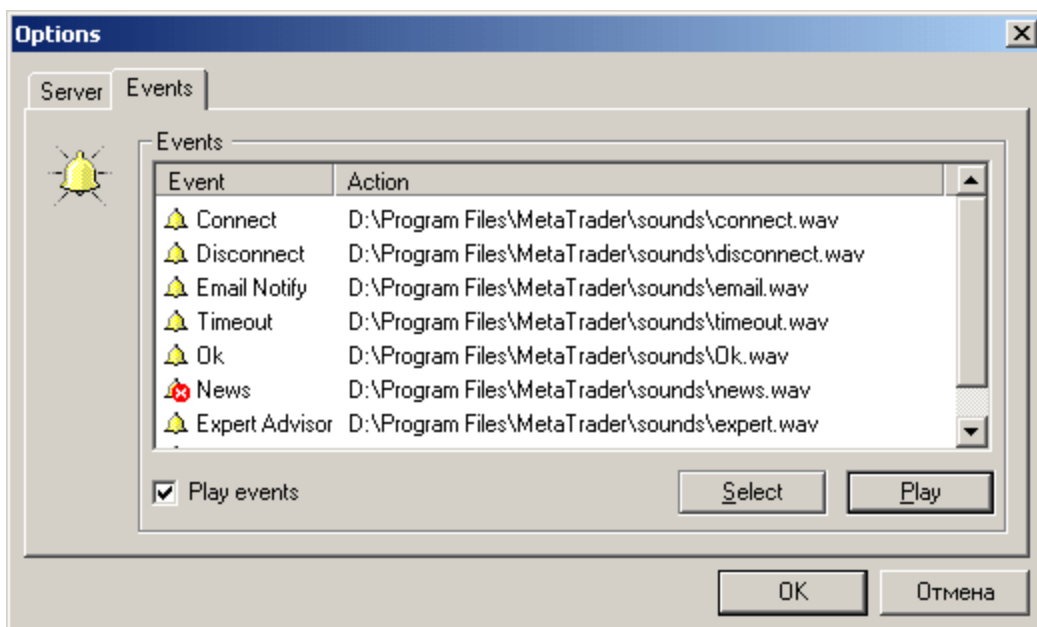 Options
Server Events
Events
Event Action
Connect D:\Program Files\MetaTrader\sounds\connect.wav
Disconnect D:\Program Files\MetaTrader\sounds\disconnect.wav
Email Notify D:\Program Files\MetaTrader\sounds\email.wav
Timeout D:\Program Files\MetaTrader\sounds\timeout.wav
Ok D:\Program Files\MetaTrader\sounds\Ok.wav
News D:\Program Files\MetaTrader\sounds\news.wav
Expert Advisor D:\Program Files\MetaTrader\sounds\expert.wav
Play events Select Play
OK Отмена